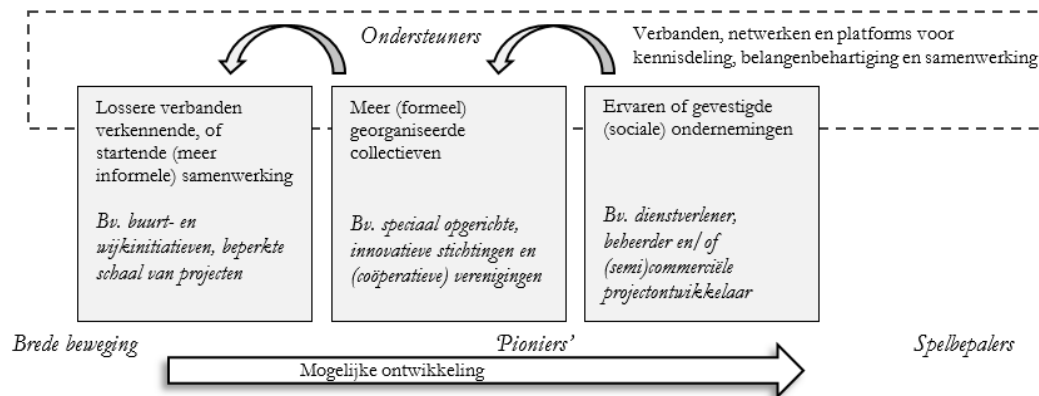 Ondersteuners
Verbanden, netwerken en platforms voor
kennisdeling, belangenbehartiging en samenwerking
Lossere verbanden
verkennende, of
startende (meer
informele) samenwerking
Bv. buurt- en
wijkinitiatieven, beperkte
schaal van projecten
Meer (formeel)
georganiseerde
collectieven
Bv. speciaal opgerichte,
innovatieve stichtingen en
(coöperatieve) verenigingen
Ervaren of gevestigde
(sociale) ondernemingen
Bv. dienstverlener,
beheerder en/of
(semi)commerciële
projectontwikkelaar
Brede beweging
'Pioniers'
Spelbepalers
Mogelijke ontwikkeling